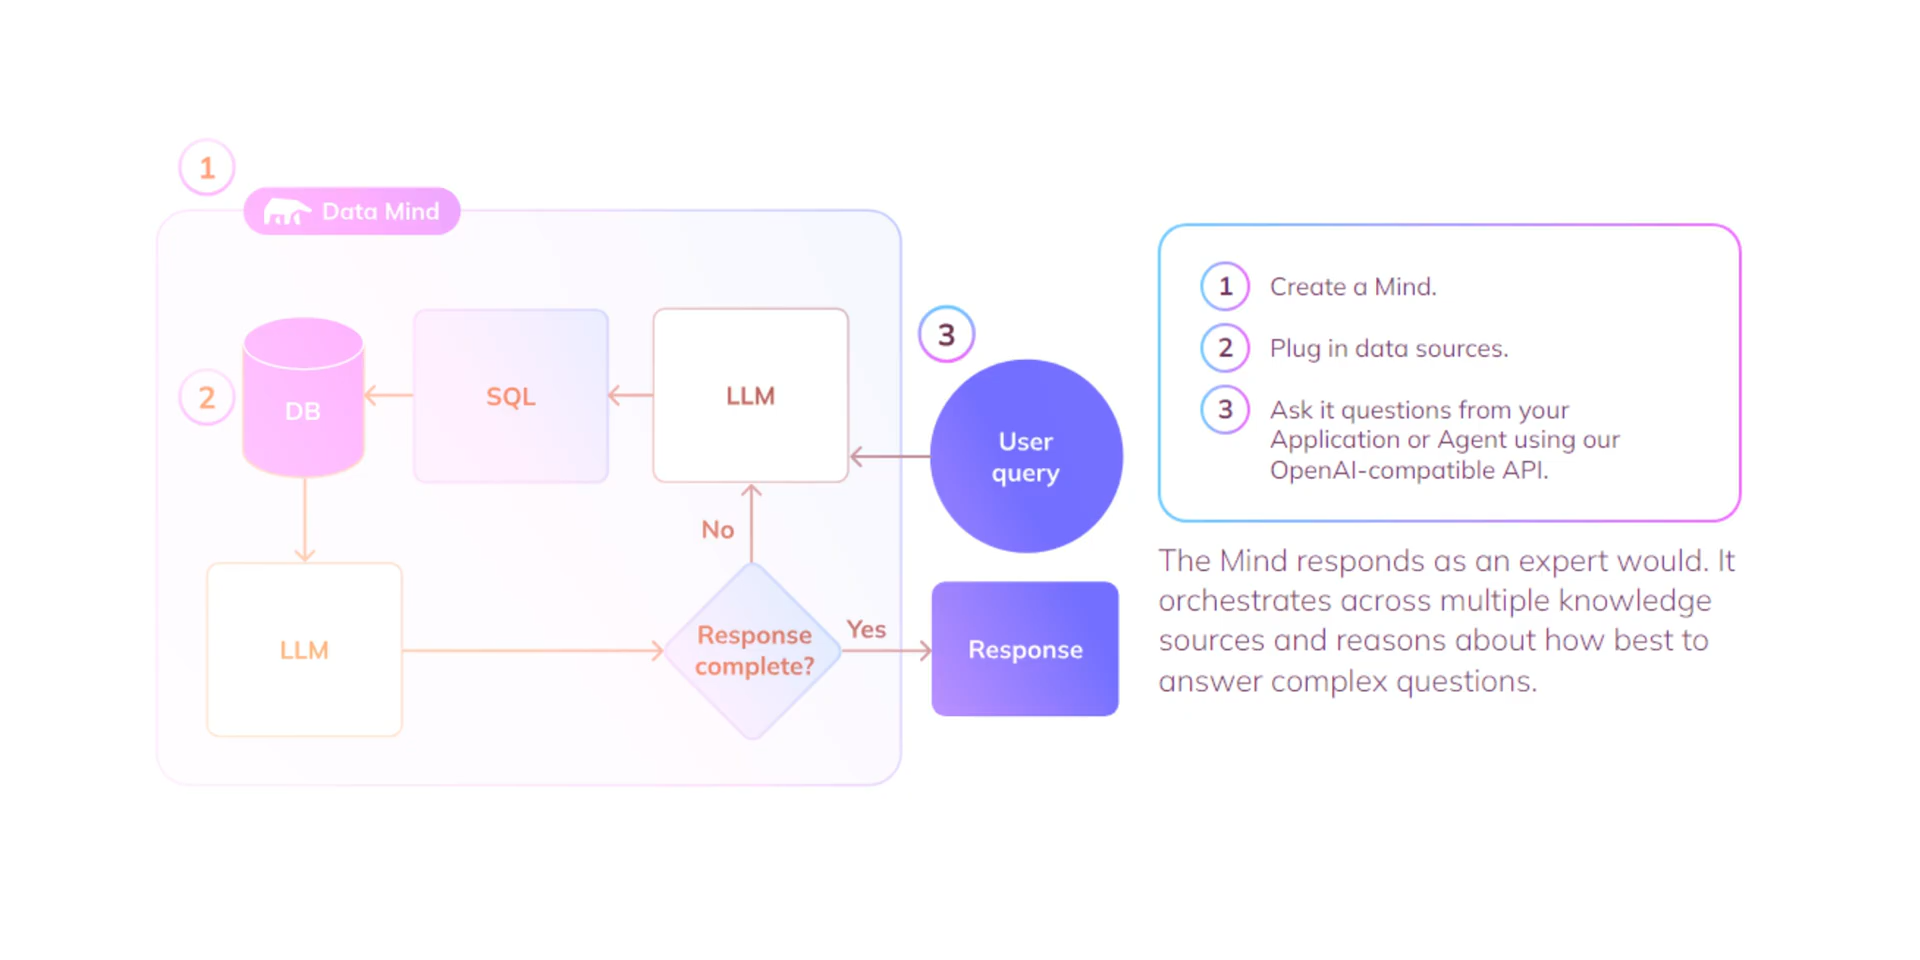 1
Data Mind
2
DB
SQL
LLM
3
User
query
No
LLM
Response
complete?
Yes
Response
1 Create a Mind.
2 Plug in data sources.
3 Ask it questions from your
Application or Agent using our
OpenAI-compatible API.
The Mind responds as an expert would. It
orchestrates across multiple knowledge
sources and reasons about how best to
answer complex questions.